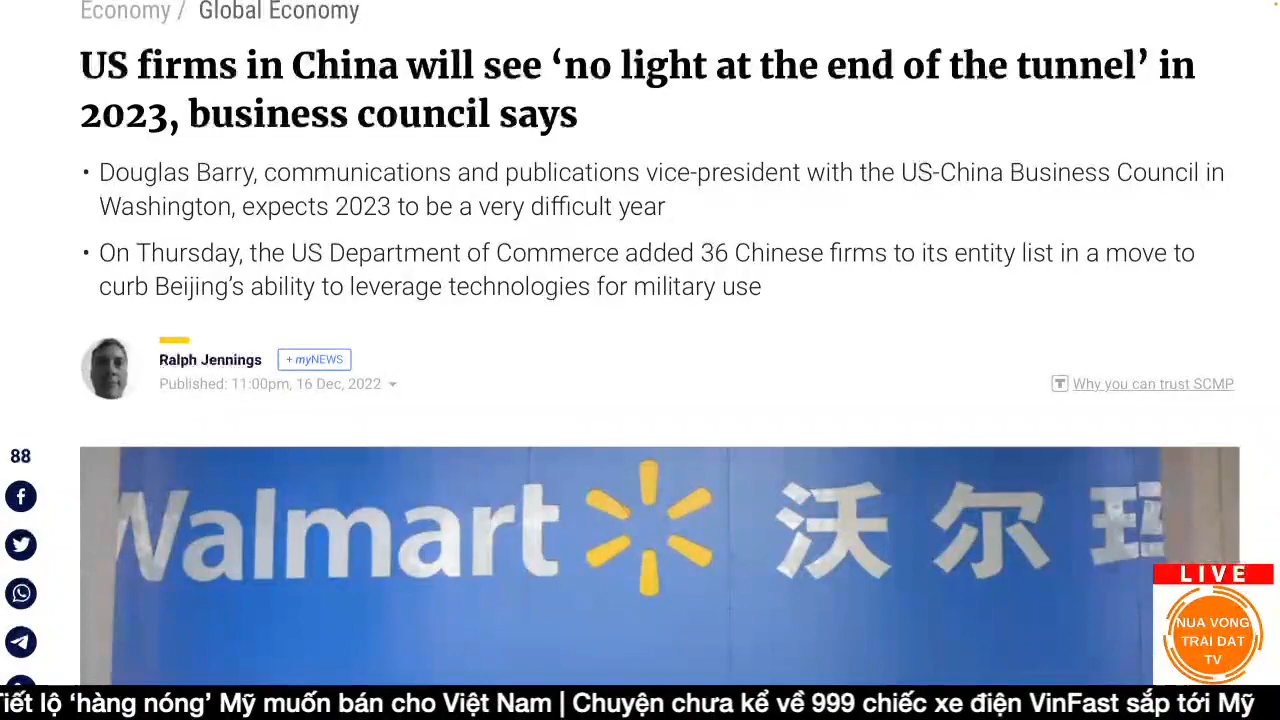 Economy / Global Economy
US firms in China will see ‘no light at the end of the tunnel’ in
2023, business council says
• Douglas Barry, communications and publications vice-president with the US-China Business Council in
Washington, expects 2023 to be a very difficult year
• On Thursday, the US Department of Commerce added 36 Chinese firms to its entity list in a move to
curb Beijing’s ability to leverage technologies for military use
Ralph Jennings
+ myNEWS
Published: 11:00pm, 16 Dec, 2022
Why you can trust SCMP
88
Walmart 沃尔玛
LIVE
NUA VONG
TRAI DAT
TV
Tiết lộ ‘hàng nóng’ Mỹ muốn bán cho Việt Nam | Chuyện chưa kể về 999 chiếc xe điện VinFast sắp tới Mỹ